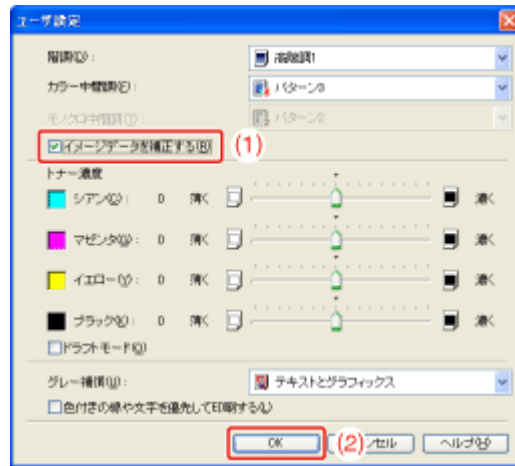 ユーザ設定
階調(Q): 高階調1
カラー中間調(F): パターン3
モノクロ中間調(I): パターン2
イメージデータを補正する(B) (1)
トナー濃度
シアン(C): 0 薄く 濃く
マゼンタ(G): 0 薄く 濃く
イエロー(Y): 0 薄く 濃く
ブラック(K): 0 薄く 濃く
ドラフトモード(Q)
グレー補償(U): テキストとグラフィックス
色付きの線や文字を優先して印刷する(L)
OK (2) ンセル ヘルプ(H)